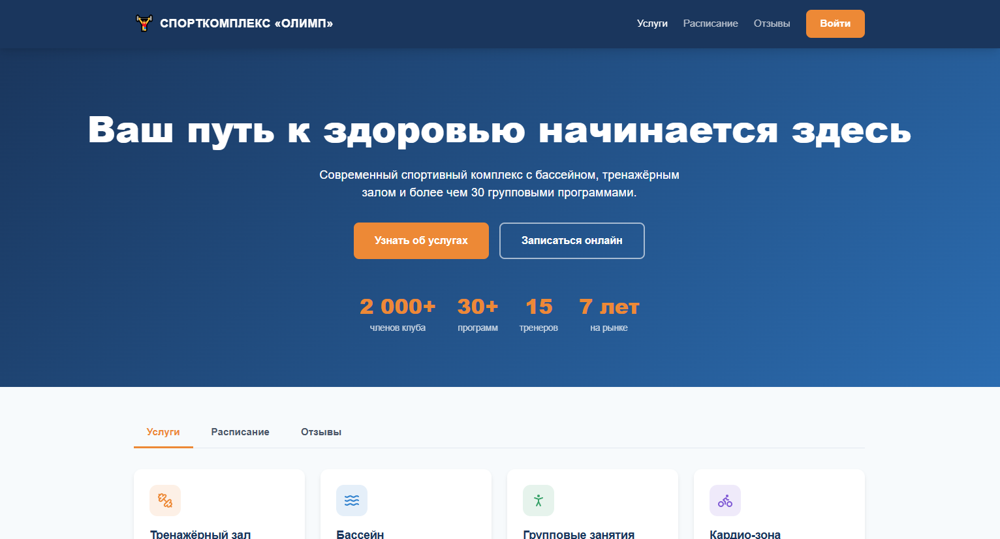 СПОРТКОМПЛЕКС «ОЛИМП»
Услуги
Расписание
Отзывы
Войти
Ваш путь к здоровью начинается здесь
Современный спортивный комплекс с бассейном, тренажёрным
залом и более чем 30 групповыми программами.
Узнать об услугах
Записаться онлайн
2 000+
членов клуба
30+
программ
15
тренеров
7 лет
на рынке
Услуги
Расписание
Отзывы
Тренажёрный зал
Бассейн
Групповые занятия
Кардио-зона